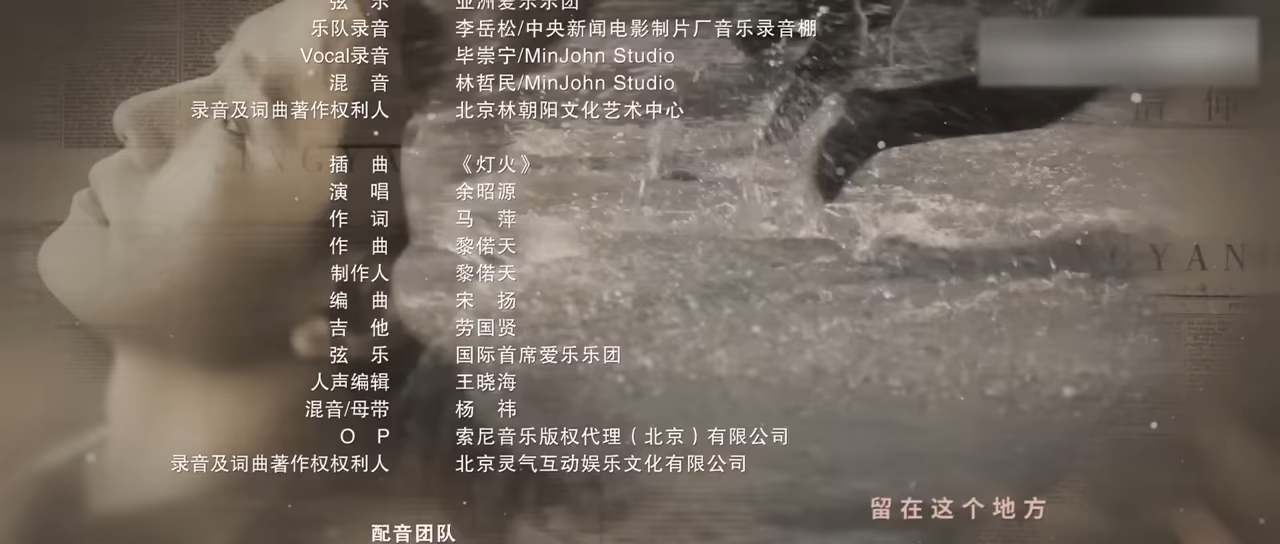 弦 乐 亚洲爱乐乐团
乐队录音 李岳松/中央新闻电影制片厂音乐录音棚
Vocal录音 毕崇宁/MinJohn Studio
混 音 林哲民/MinJohn Studio
录音及词曲著作权利人 北京林朝阳文化艺术中心
插 曲 《灯火》
演 唱 余昭源
作 词 马 萍
作 曲 黎偌天
制作人 黎偌天
编 曲 宋 扬
吉 他 劳国贤
弦 乐 国际首席爱乐乐团
人声编辑 王晓海
混音/母带 杨 祎
O P 索尼音乐版权代理（北京）有限公司
录音及词曲著作权权利人 北京灵气互动娱乐文化有限公司
留在这个地方
配音团队